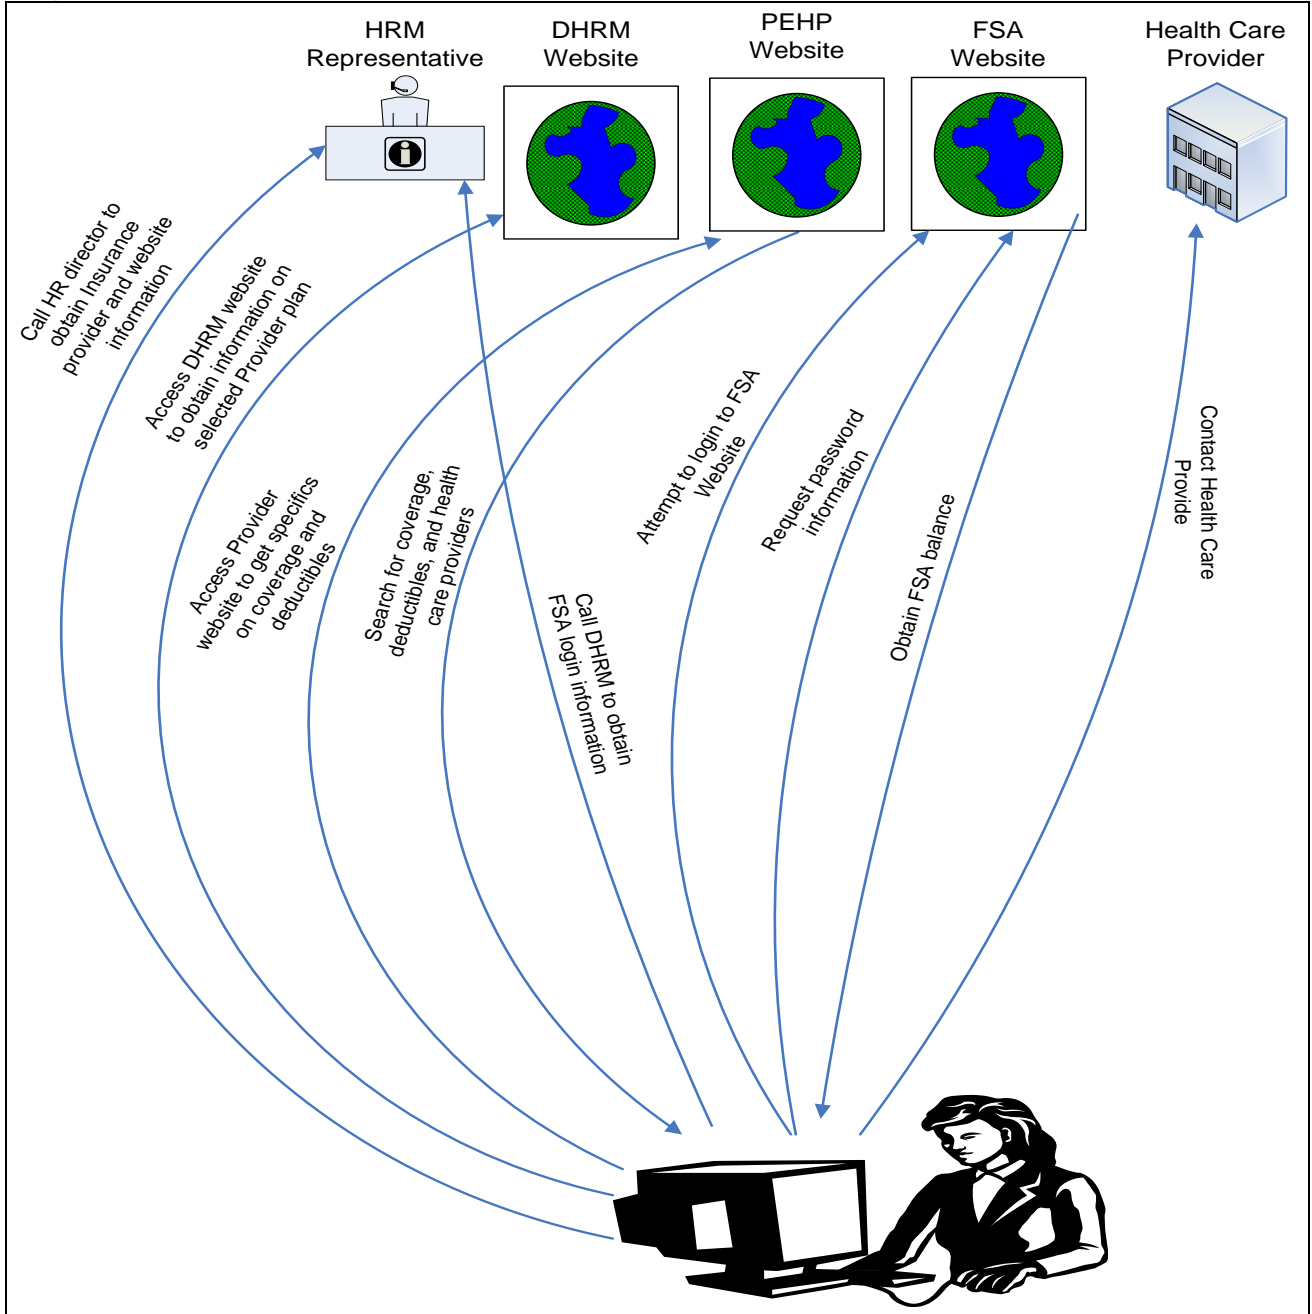 HRM
Representative
DHRM
Website
PEHP
Website
FSA
Website
Health Care
Provider
Call HR director to
obtain Insurance
provider and website
information
Access DHRM website
to obtain information on
selected Provider plan
Access Provider
website to get specifics
on coverage and
deductibles
Search for coverage,
deductibles, and health
care providers
Call DHRM to obtain
FSA login information
Attempt to login to FSA
Website
Request password
information
Obtain FSA balance
Contact Health Care
Provide